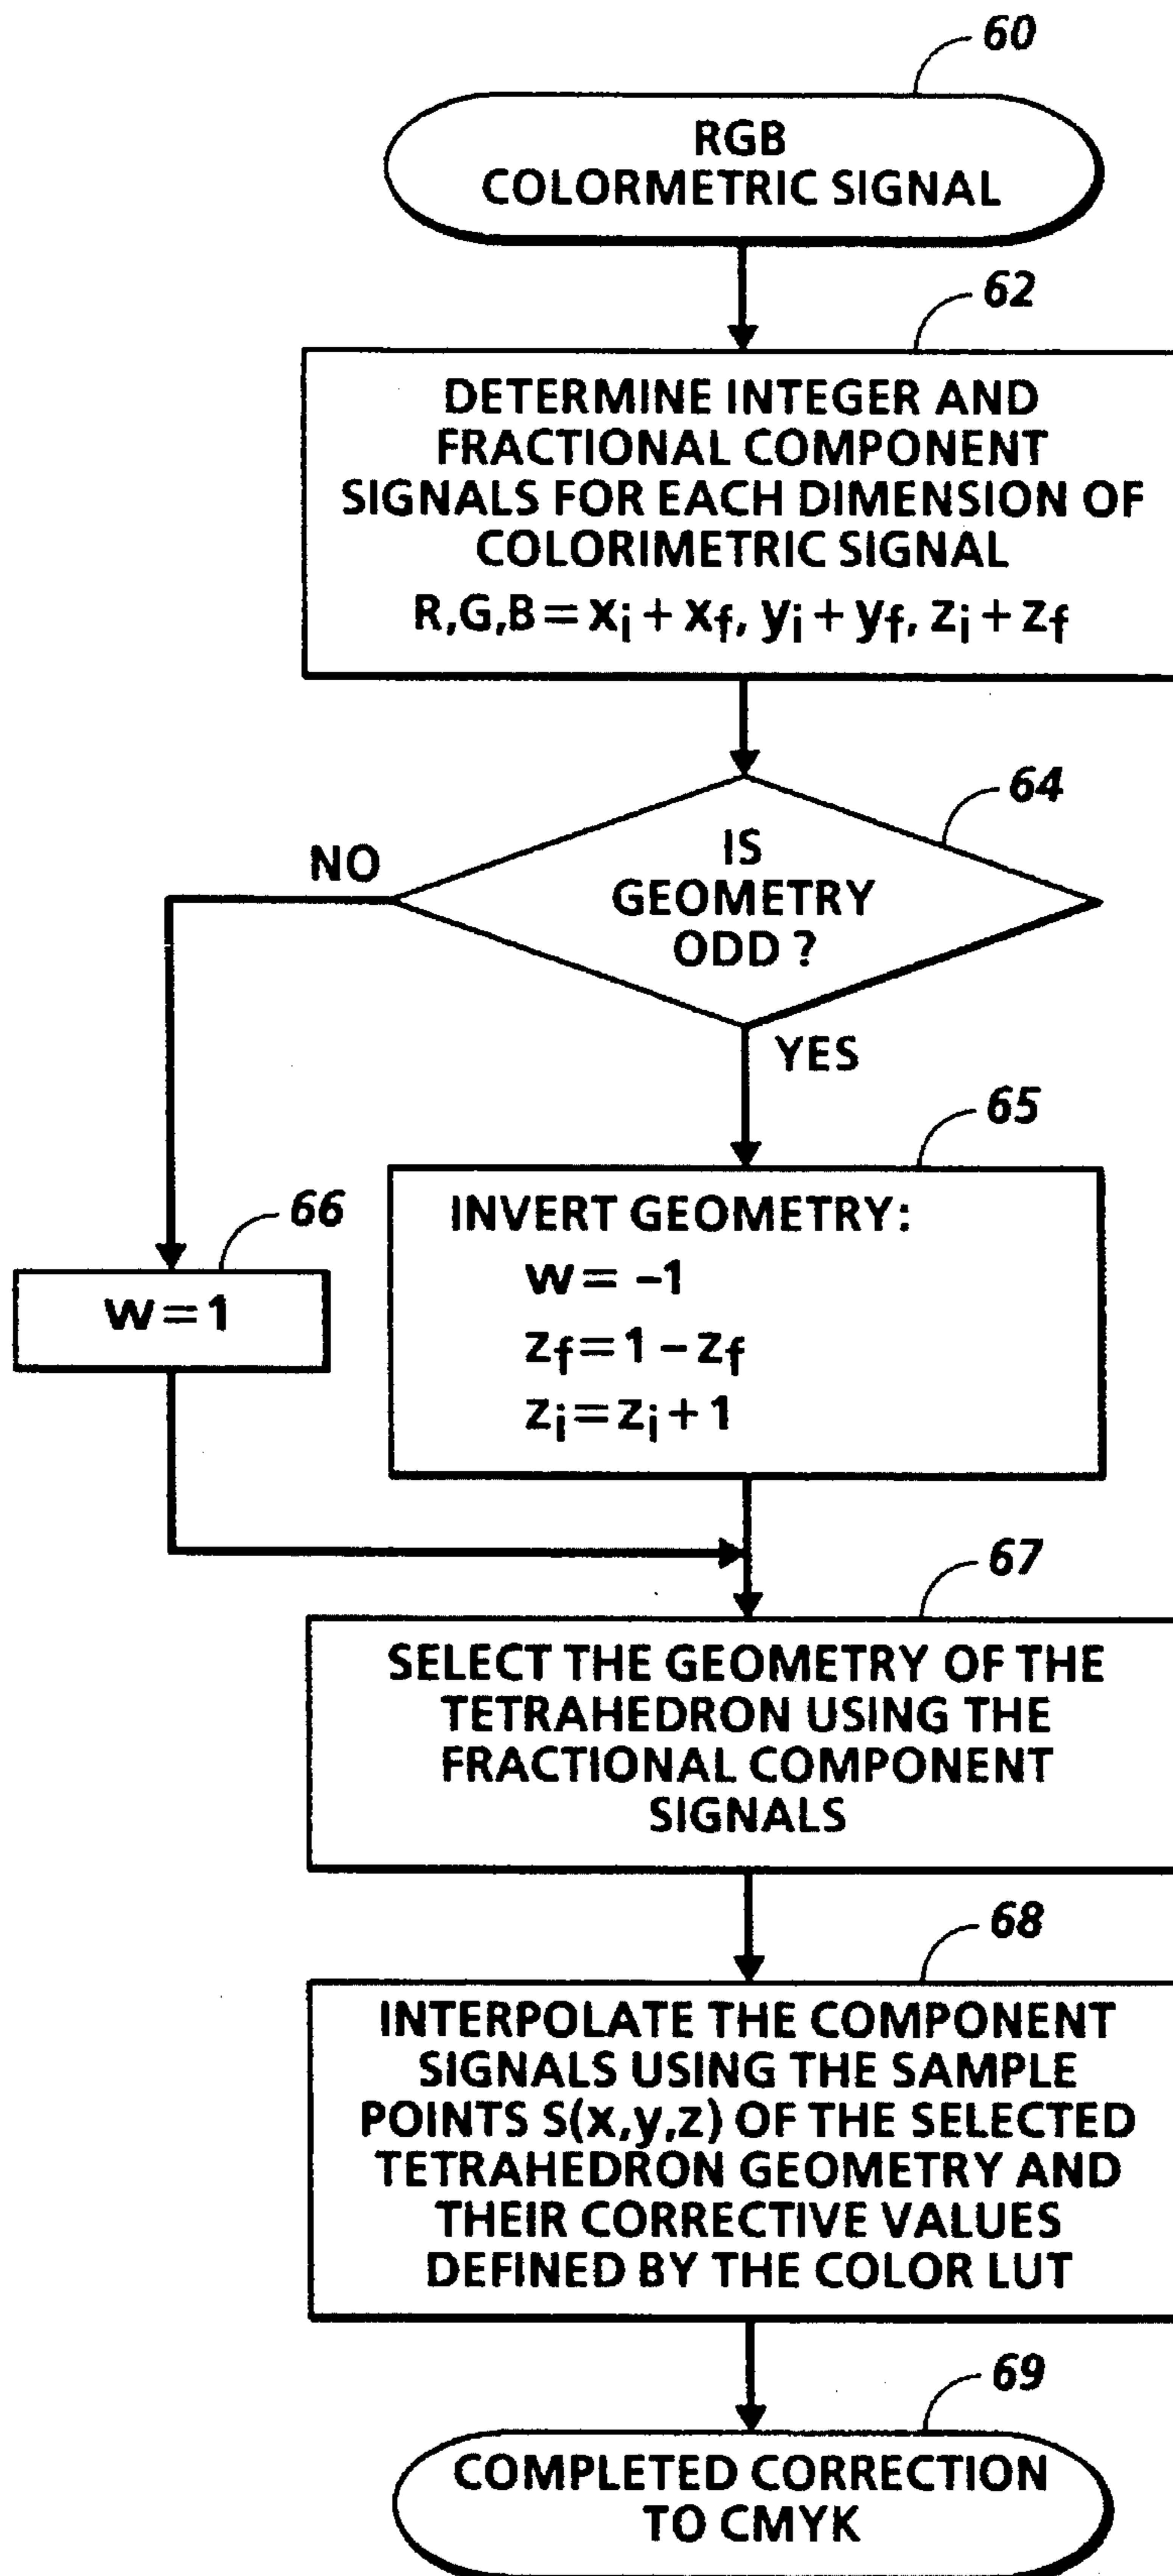 60
RGB
COLORMETRIC SIGNAL
62
DETERMINE INTEGER AND
FRACTIONAL COMPONENT
SIGNALS FOR EACH DIMENSION OF
COLORIMETRIC SIGNAL
R,G,B = xi + xf, yi + yf, zi + zf
64
NO
IS
GEOMETRY
ODD ?
YES
65
INVERT GEOMETRY:
w = -1
zf = 1 - zf
zi = zi + 1
66
w = 1
67
SELECT THE GEOMETRY OF THE
TETRAHEDRON USING THE
FRACTIONAL COMPONENT
SIGNALS
68
INTERPOLATE THE COMPONENT
SIGNALS USING THE SAMPLE
POINTS S(x,y,z) OF THE SELECTED
TETRAHEDRON GEOMETRY AND
THEIR CORRECTIVE VALUES
DEFINED BY THE COLOR LUT
69
COMPLETED CORRECTION
TO CMYK